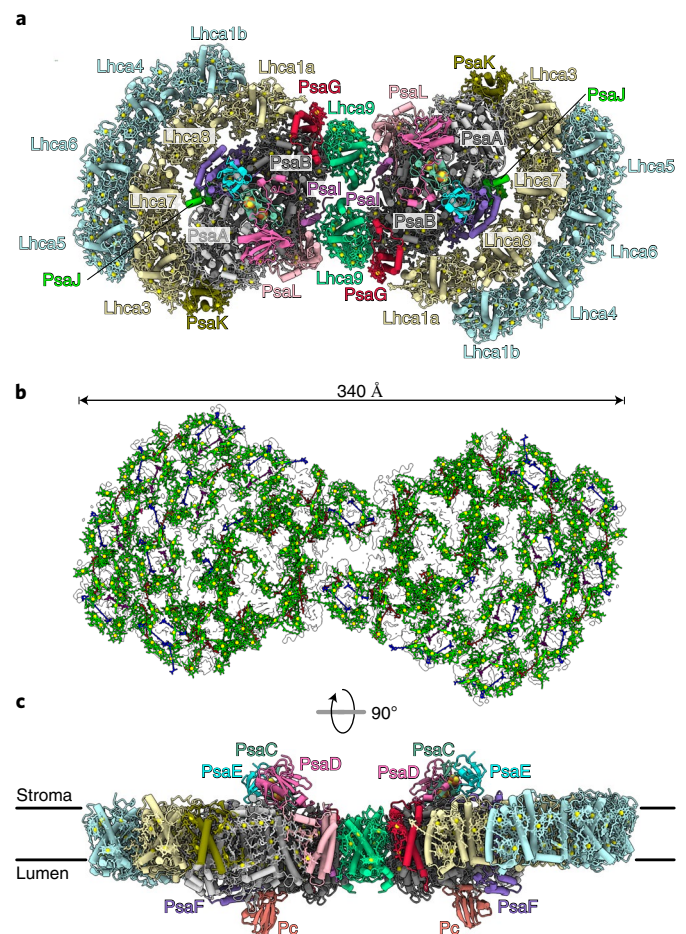 a
Lhca1b
Lhca4
Lhca1a
PsaG
Lhca9
PsaL
PsaK
Lhca3
PsaJ
Lhca6
Lhca8
PsaB
PsaA
Lhca5
Lhca7
PsaI
PsaI
Lhca7
Lhca5
PsaA
PsaB
Lhca8
Lhca6
PsaJ
Lhca3
PsaK
PsaL
Lhca9
PsaG
Lhca1a
Lhca4
Lhca1b
b
340 Å
c
90°
PsaC
PsaE
PsaD
PsaC
PsaD
PsaE
Stroma
Lumen
PsaF
Pc
Pc
PsaF